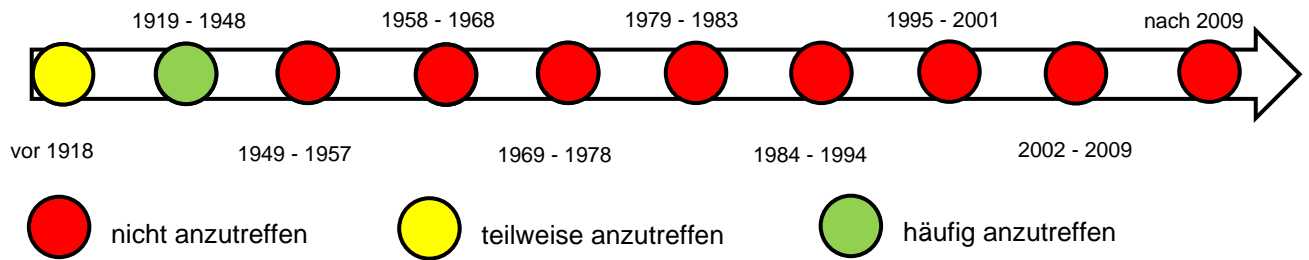 1919 - 1948 1958 - 1968 1979 - 1983 1995 - 2001 nach 2009
vor 1918 1949 - 1957 1969 - 1978 1984 - 1994 2002 - 2009
nicht anzutreffen teilweise anzutreffen häufig anzutreffen